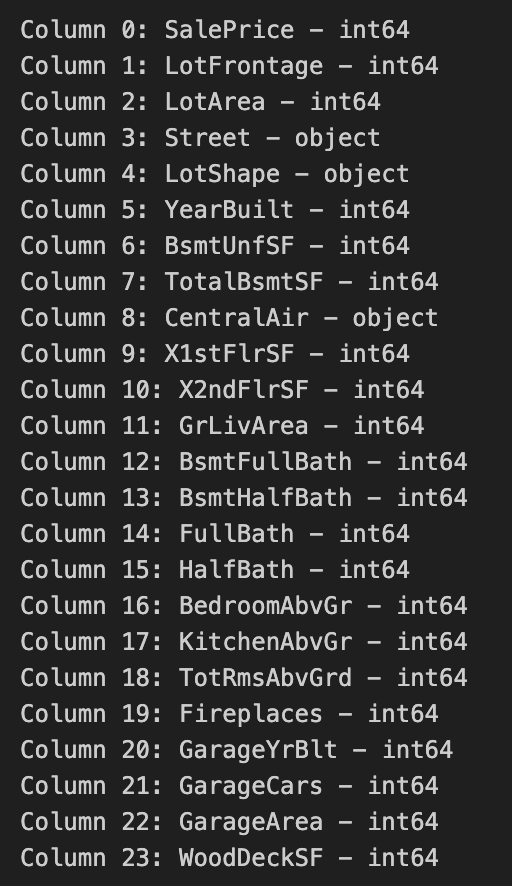 Column 0: SalePrice – int64
Column 1: LotFrontage – int64
Column 2: LotArea – int64
Column 3: Street – object
Column 4: LotShape – object
Column 5: YearBuilt – int64
Column 6: BsmtUnfSF – int64
Column 7: TotalBsmtSF – int64
Column 8: CentralAir – object
Column 9: X1stFlrSF – int64
Column 10: X2ndFlrSF – int64
Column 11: GrLivArea – int64
Column 12: BsmtFullBath – int64
Column 13: BsmtHalfBath – int64
Column 14: FullBath – int64
Column 15: HalfBath – int64
Column 16: BedroomAbvGr – int64
Column 17: KitchenAbvGr – int64
Column 18: TotRmsAbvGrd – int64
Column 19: Fireplaces – int64
Column 20: GarageYrBlt – int64
Column 21: GarageCars – int64
Column 22: GarageArea – int64
Column 23: WoodDeckSF – int64